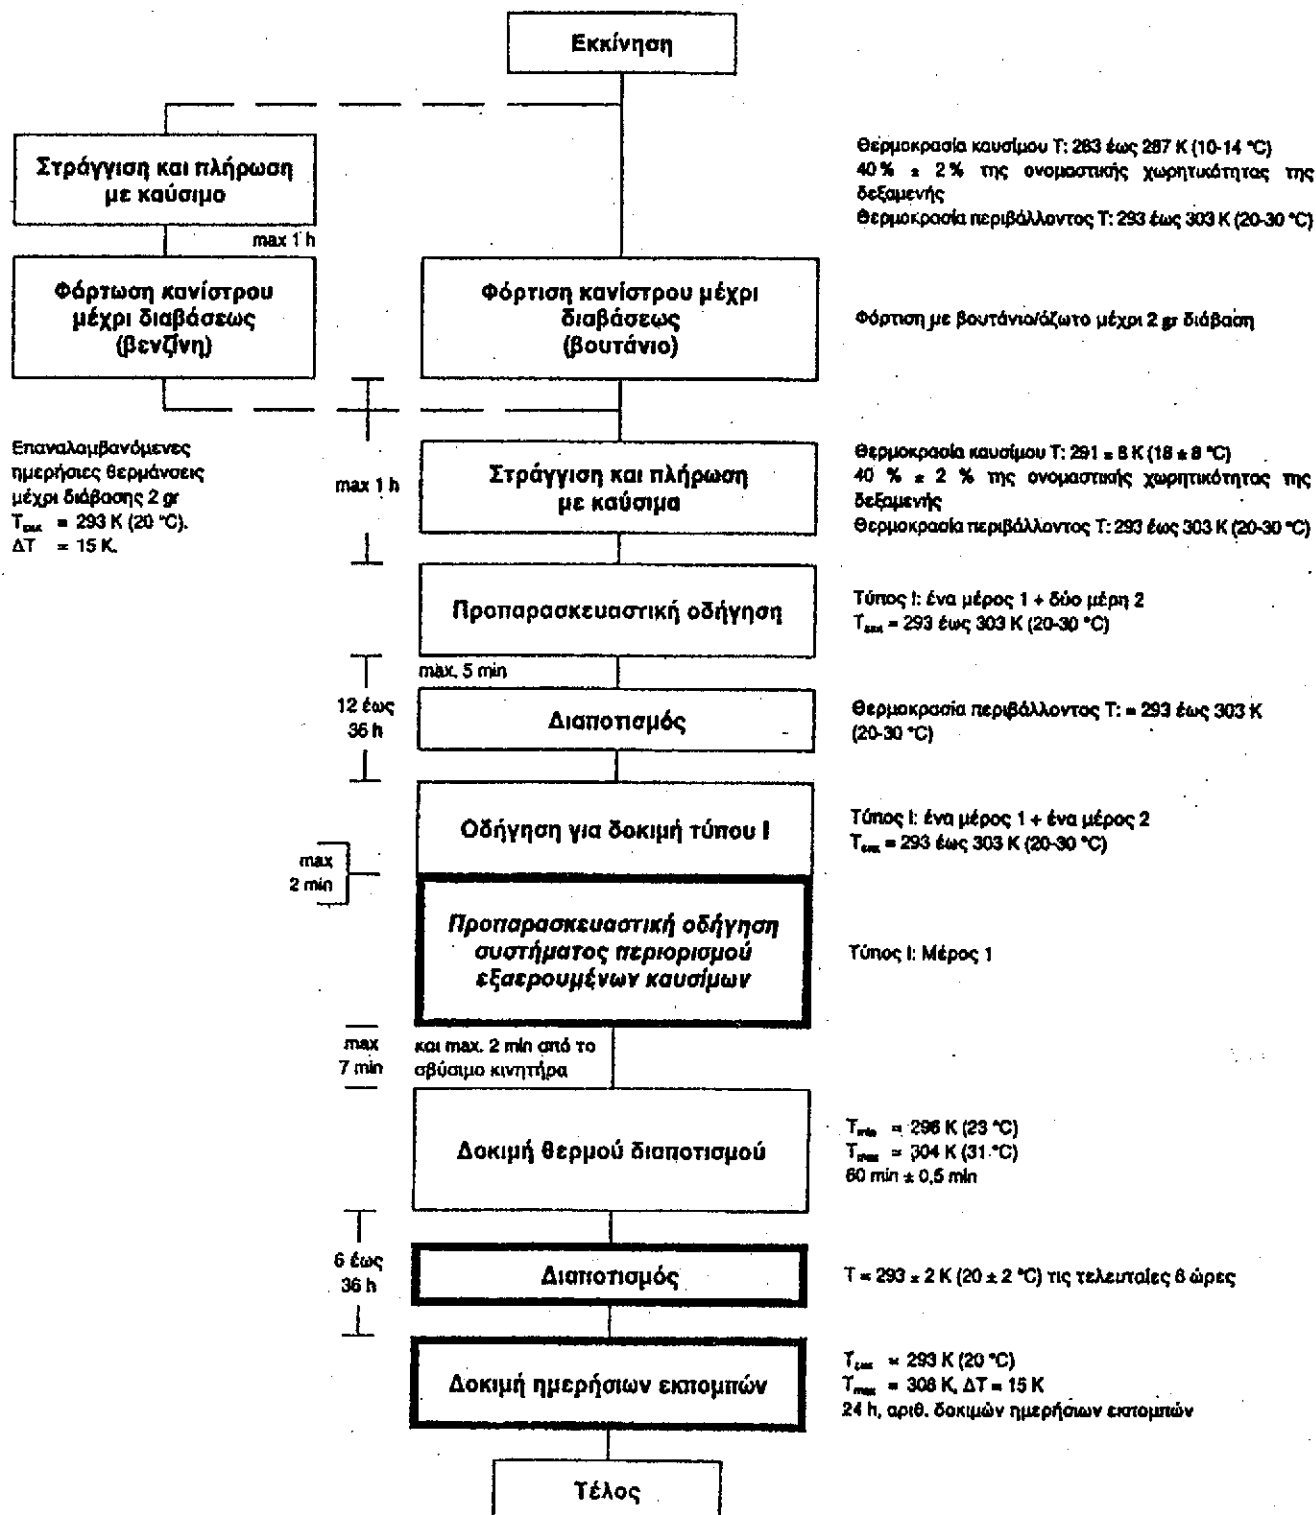 Εκκίνηση
Στράγγιση και πλήρωση
με καύσιμο
Θερμοκρασία καυσίμου Τ: 283 έως 287 Κ (10-14 °C)
40 % ± 2 % της ονομαστικής χωρητικότητας της
δεξαμενής
Θερμοκρασία περιβάλλοντος Τ: 293 έως 303 Κ (20-30 °C)
max 1 h
Φόρτωση κανίστρου
μέχρι διαβάσεως
(βενζίνη)
Φόρτιση κανίστρου μέχρι
διαβάσεως
(βουτάνιο)
Φόρτιση με βουτάνιο/άζωτο μέχρι 2 gr διάβαση
Επαναλαμβανόμενες
ημερήσιες θερμάνσεις
μέχρι διάβασης 2 gr
= 293 Κ (20 °C).
ΔΤ = 15 Κ.
max 1 h
Στράγγιση και πλήρωση
με καύσιμα
Θερμοκρασία καυσίμου Τ: 291 ± 8 Κ (18 ± 8 °C)
40 % ± 2 % της ονομαστικής χωρητικότητας της
δεξαμενής
Θερμοκρασία περιβάλλοντος Τ: 293 έως 303 Κ (20-30 °C)
Προπαρασκευαστική οδήγηση
Τύπος Ι: ένα μέρος 1 + δύο μέρη 2
= 293 έως 303 Κ (20-30 °C)
max. 5 min
12 έως
36 h
Διαποτισμός
Θερμοκρασία περιβάλλοντος Τ: = 293 έως 303 Κ
(20-30 °C)
Οδήγηση για δοκιμή τύπου Ι
Τύπος Ι: ένα μέρος 1 + ένα μέρος 2
= 293 έως 303 Κ (20-30 °C)
max
2 min
Προπαρασκευαστική οδήγηση
συστήματος περιορισμού
εξαερουμένων καυσίμων
Τύπος Ι: Μέρος 1
max
7 min
και max. 2 min από το
σβύσιμο κινητήρα
Δοκιμή θερμού διαποτισμού
Tmin = 296 Κ (23 °C)
Tmax = 304 Κ (31 °C)
60 min ± 0,5 min
6 έως
36 h
Διαποτισμός
Τ = 293 ± 2 Κ (20 ± 2 °C) τις τελευταίες 6 ώρες
Δοκιμή ημερήσιων εκπομπών
= 293 Κ (20 °C)
Tmax = 308 Κ, ΔΤ = 15 Κ
24 h, αριθ. δοκιμών ημερήσιων εκπομπών
Τέλος